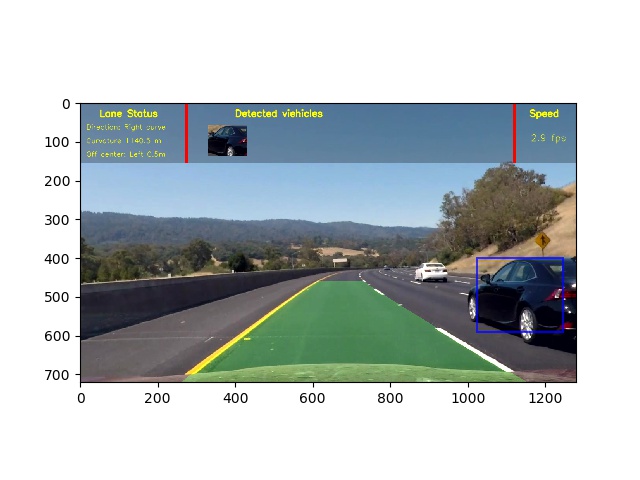 Lane Status
Detected viehicles
Speed
Direction: Right curve
Curvature: 1140.5 m
Off center: Left 0.5m
2.9 fps
0
100
200
300
400
500
600
700
0
200
400
600
800
1000
1200